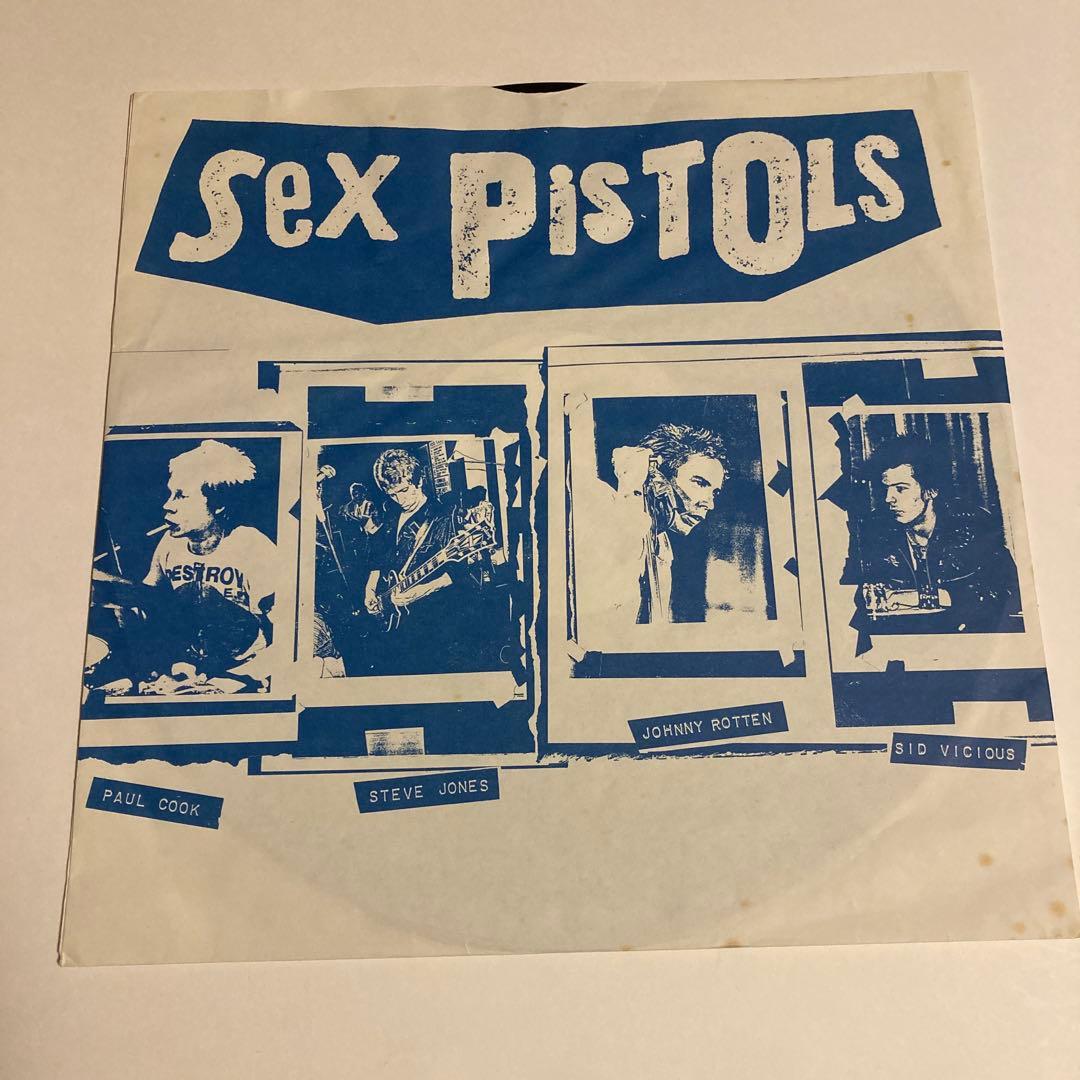 Sex PisTOLS
DESTROY
PAUL COOK
STEVE JONES
JOHNNY ROTTEN
SID VICIOUS